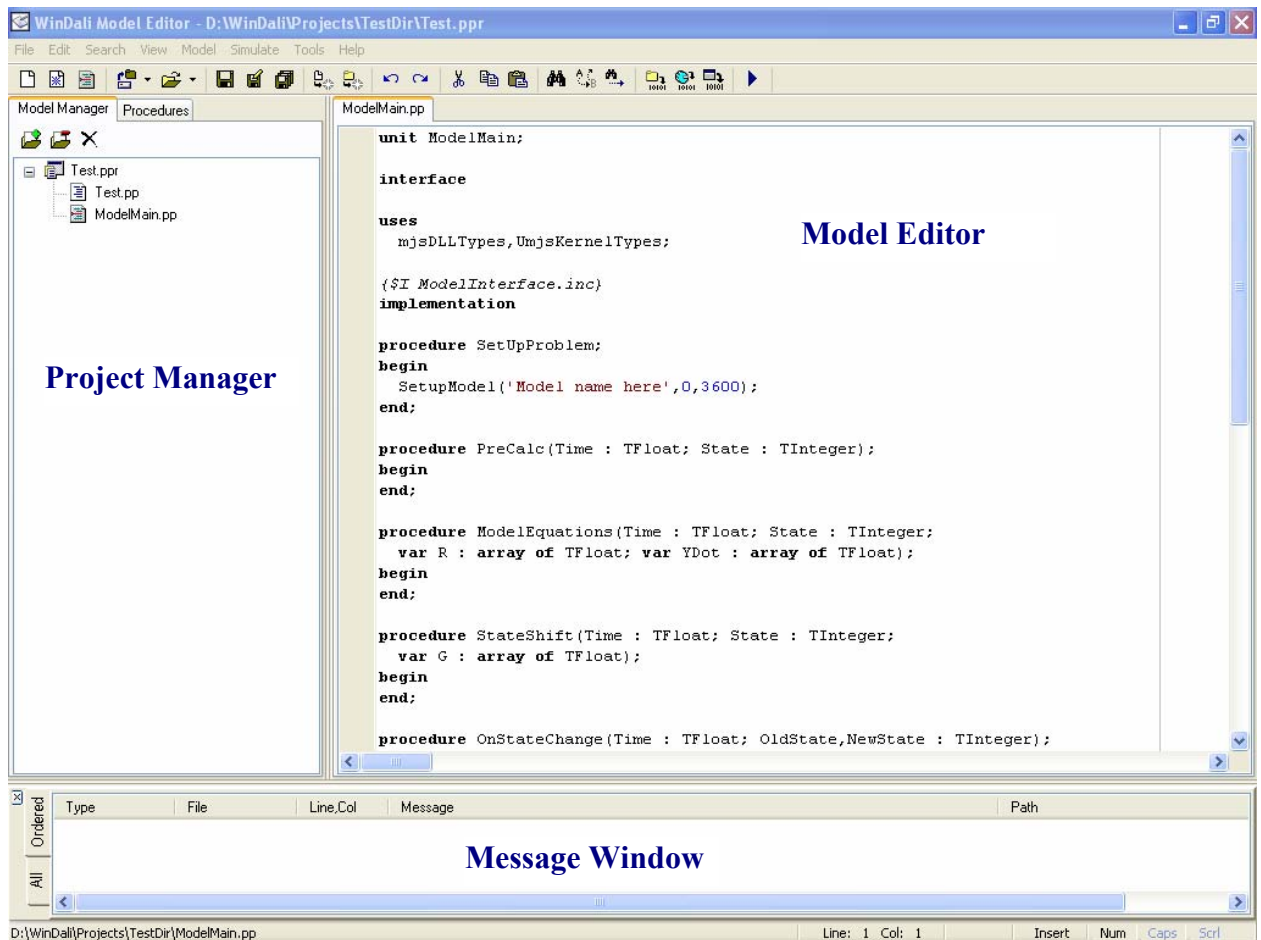 WinDali Model Editor - D:\WinDali\Projects\TestDir\Test.ppr
File Edit Search View Model Simulate Tools Help
Model Manager Procedures
Test.ppr
Test.pp
ModelMain.pp
Project Manager
ModelMain.pp
unit ModelMain;
interface
uses
mjsDLLTypes,UmjsKernelTypes;
Model Editor
{$I ModelInterface.inc}
implementation
procedure SetUpProblem;
begin
SetupModel('Model name here',0,3600);
end;
procedure PreCalc(Time : TFloat; State : TInteger);
begin
end;
procedure ModelEquations(Time : TFloat; State : TInteger;
var R : array of TFloat; var YDot : array of TFloat);
begin
end;
procedure StateShift(Time : TFloat; State : TInteger;
var G : array of TFloat);
begin
end;
procedure OnStateChange(Time : TFloat; OldState,NewState : TInteger);
Ordered
All
Type File Line,Col Message Path
Message Window
D:\WinDali\Projects\TestDir\ModelMain.pp Line: 1 Col: 1 Insert Num Caps Scrl